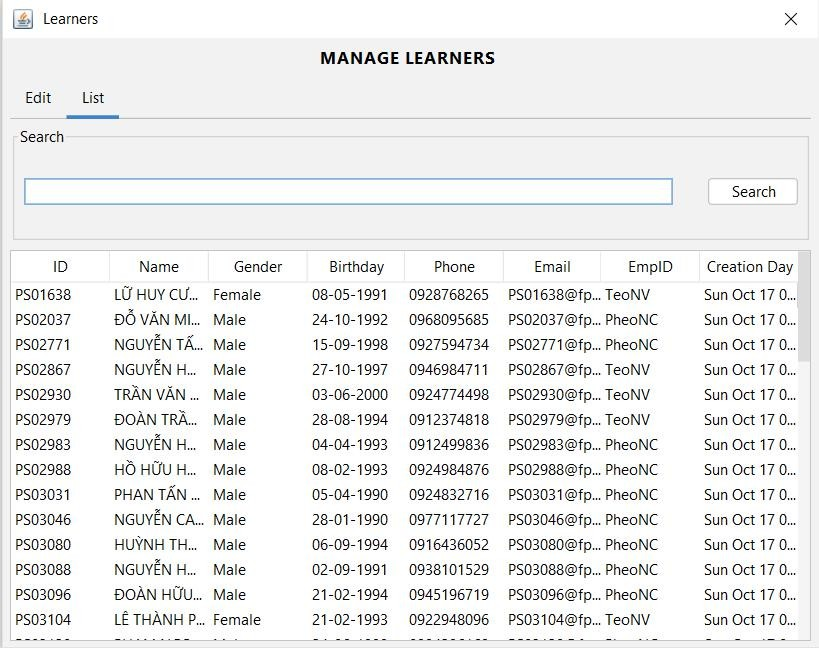 Learners
MANAGE LEARNERS
Edit List
Search
Search
ID Name Gender Birthday Phone Email EmpID Creation Day
PS01638 LỮ HUY CƯ... Female 08-05-1991 0928768265 PS01638@fp... TeoNV Sun Oct 17 0...
PS02037 ĐỖ VĂN MI... Male 24-10-1992 0968095685 PS02037@fp... PheoNC Sun Oct 17 0...
PS02771 NGUYỄN TẤ... Male 15-09-1998 0927594734 PS02771@fp... PheoNC Sun Oct 17 0...
PS02867 NGUYỄN H... Male 27-10-1997 0946984711 PS02867@fp... TeoNV Sun Oct 17 0...
PS02930 TRẦN VĂN ... Male 03-06-2000 0924774498 PS02930@fp... TeoNV Sun Oct 17 0...
PS02979 ĐOÀN TRẦ... Male 28-08-1994 0912374818 PS02979@fp... TeoNV Sun Oct 17 0...
PS02983 NGUYỄN H... Male 04-04-1993 0912499836 PS02983@fp... PheoNC Sun Oct 17 0...
PS02988 HỒ HỮU H... Male 08-02-1993 0924984876 PS02988@fp... PheoNC Sun Oct 17 0...
PS03031 PHAN TẤN ... Male 05-04-1990 0924832716 PS03031@fp... PheoNC Sun Oct 17 0...
PS03046 NGUYỄN CA... Male 28-01-1990 0977117727 PS03046@fp... PheoNC Sun Oct 17 0...
PS03080 HUỲNH TH... Male 06-09-1994 0916436052 PS03080@fp... PheoNC Sun Oct 17 0...
PS03088 NGUYỄN H... Male 02-09-1991 0938101529 PS03088@fp... PheoNC Sun Oct 17 0...
PS03096 ĐOÀN HỮU... Male 21-02-1994 0945196719 PS03096@fp... PheoNC Sun Oct 17 0...
PS03104 LÊ THÀNH P... Female 21-02-1993 0922948096 PS03104@fp... TeoNV Sun Oct 17 0...